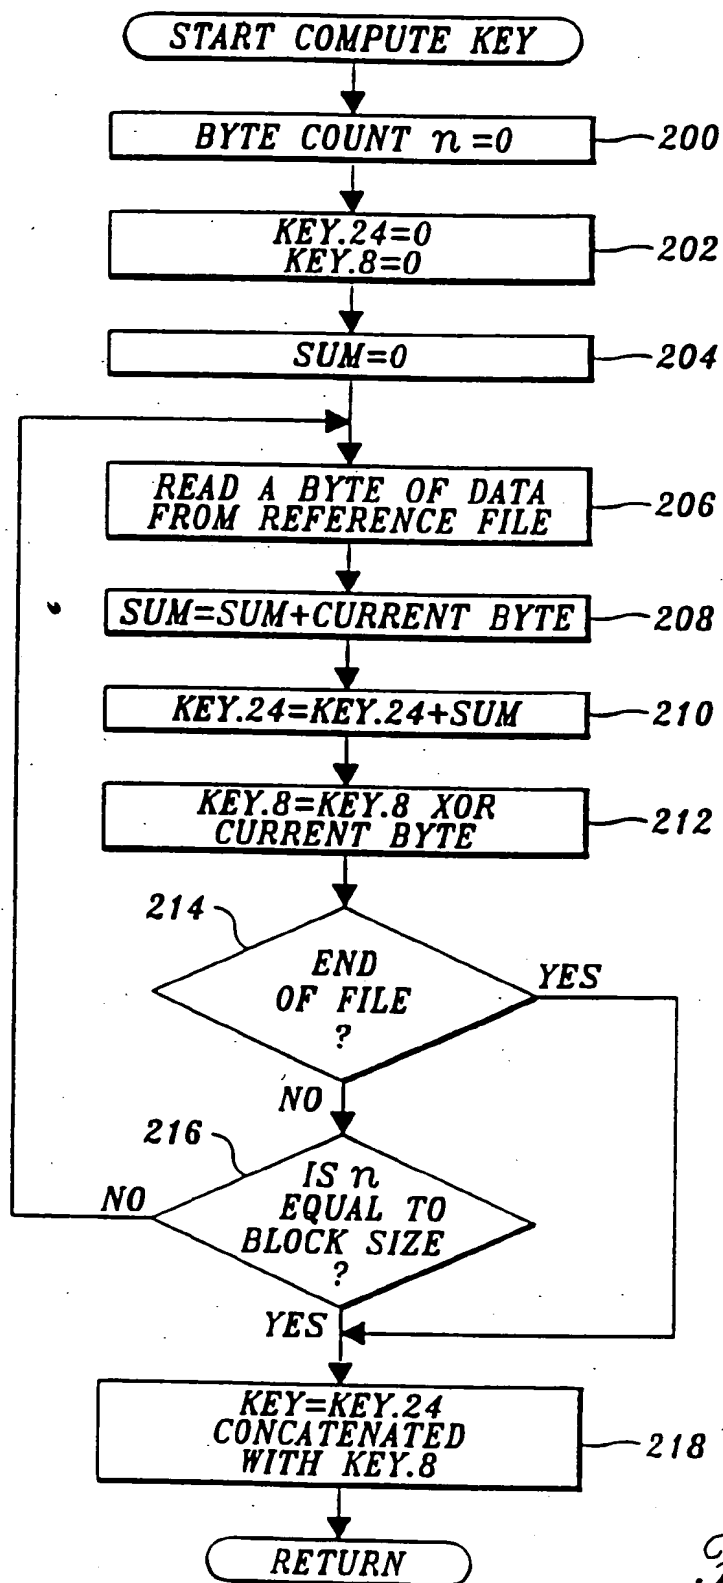 START COMPUTE KEY
BYTE COUNT n=0
200
KEY.24=0
KEY.8=0
202
SUM=0
204
READ A BYTE OF DATA
FROM REFERENCE FILE
206
SUM=SUM+CURRENT BYTE
208
KEY.24=KEY.24+SUM
210
KEY.8=KEY.8 XOR
CURRENT BYTE
212
214
END
OF FILE
?
YES
NO
216
IS n
EQUAL TO
BLOCK SIZE
?
NO
YES
KEY=KEY.24
CONCATENATED
WITH KEY.8
218
RETURN